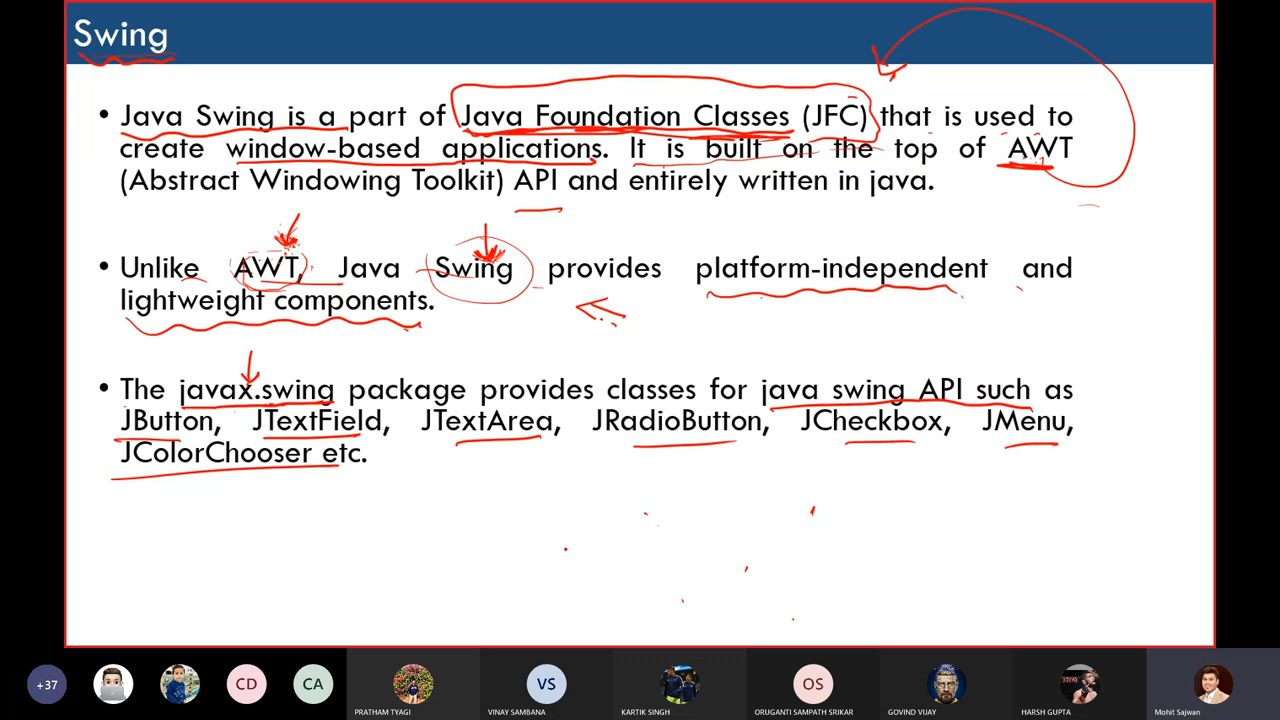 Swing
• Java Swing is a part of Java Foundation Classes (JFC) that is used to
create window-based applications. It is built on the top of AWT
(Abstract Windowing Toolkit) API and entirely written in java.
• Unlike AWT, Java Swing provides platform-independent and
lightweight components.
• The javax.swing package provides classes for java swing API such as
JButton, JTextField, JTextArea, JRadioButton, JCheckbox, JMenu,
JColorChooser etc.
+37
CD
CA
PRATHAM TYAGI
VS
VINAY SAMBANA
KARTIK SINGH
OS
ORUGANTI SAMPATH SRIKAR
GOVIND VIJAY
HARSH GUPTA
Mohit Sajwan